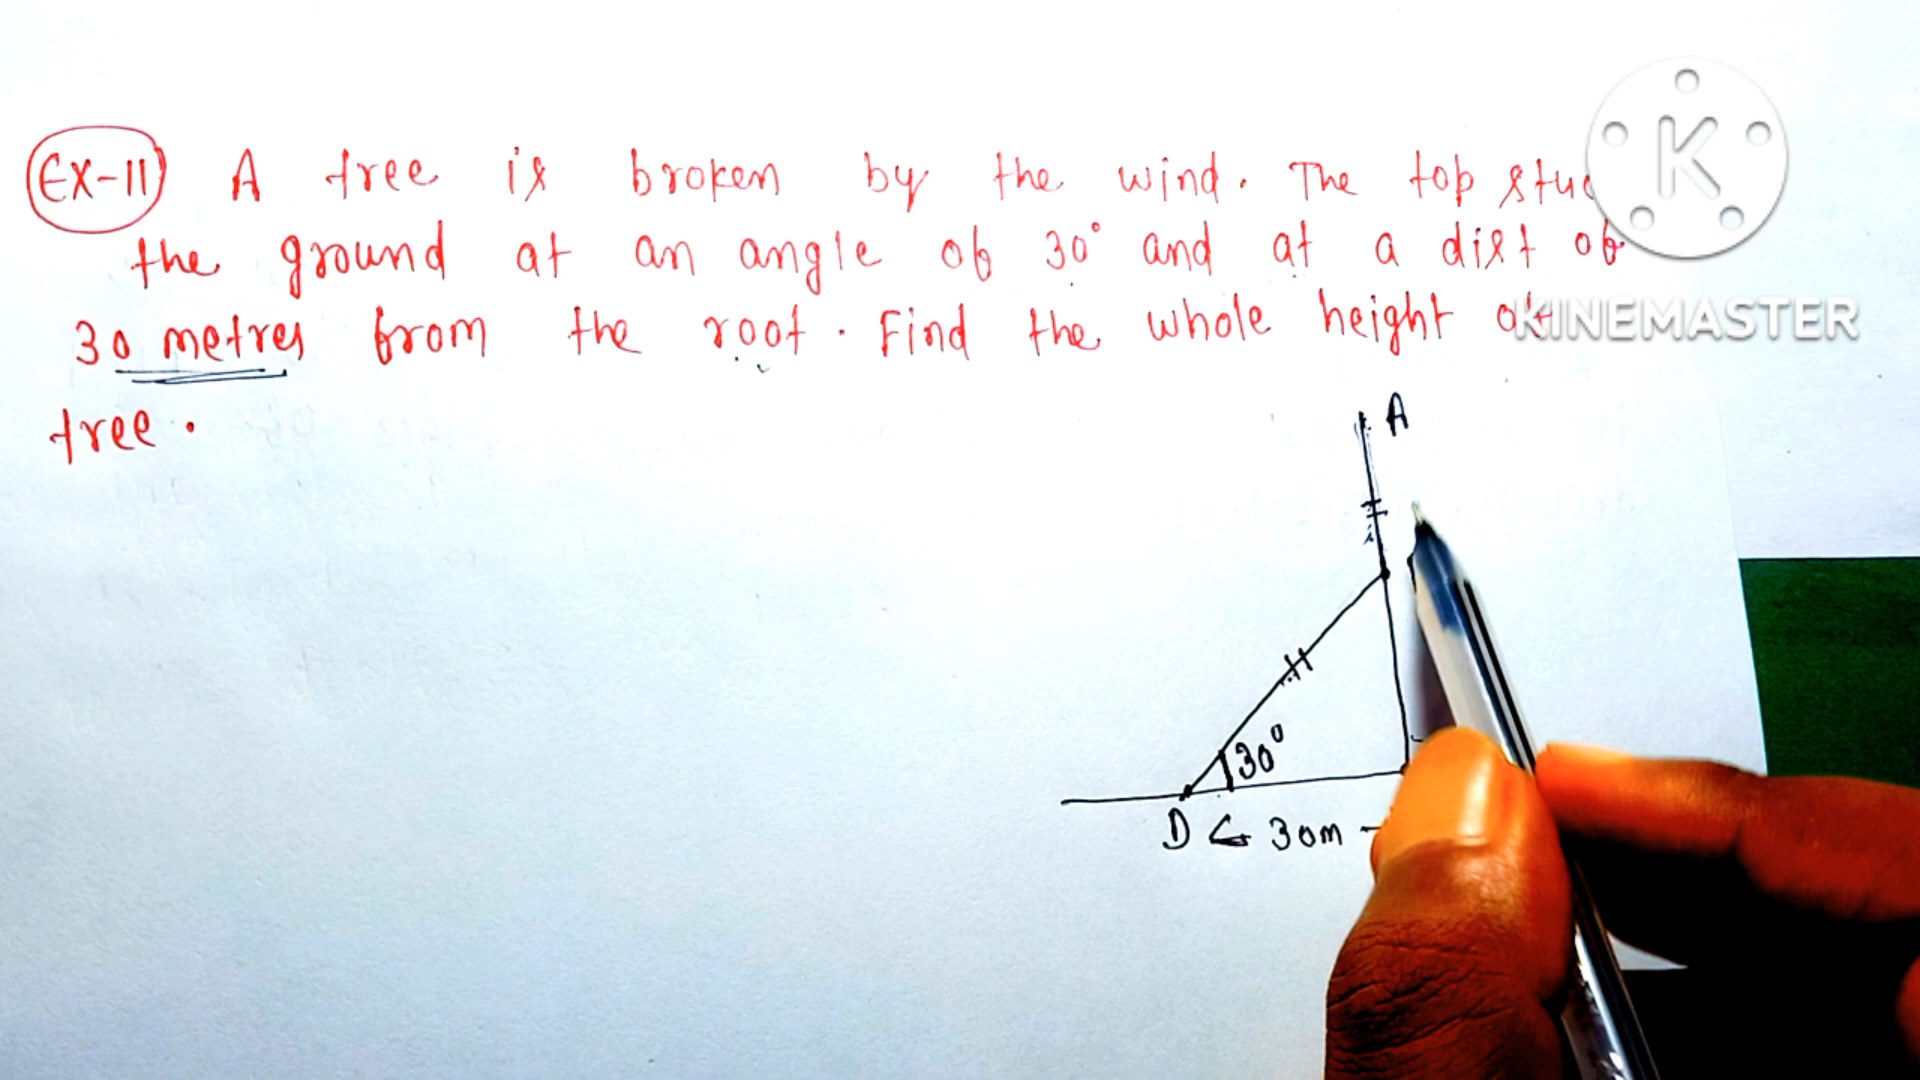 Ex-11 A tree is broken by the wind. The top
the ground at an angle of 30° and at a dist of
30 metres from the root. Find the whole height of
tree.
A
30°
D 30m
K
KINEMASTER